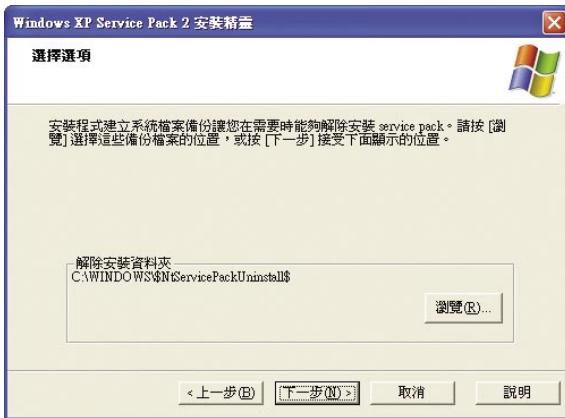 Windows XP Service Pack 2 安裝精靈
選擇選項
安裝程式建立系統檔案備份讓您在需要時能夠解除安裝 service pack。請按 [瀏
覽] 選擇這些備份檔案的位置，或按 [下一步] 接受下面顯示的位置。
解除安裝資料夾
C:\WINDOWS\$NtServicePackUninstall$
瀏覽(R)...
<上一步(B)
下一步(N)>
取消
說明